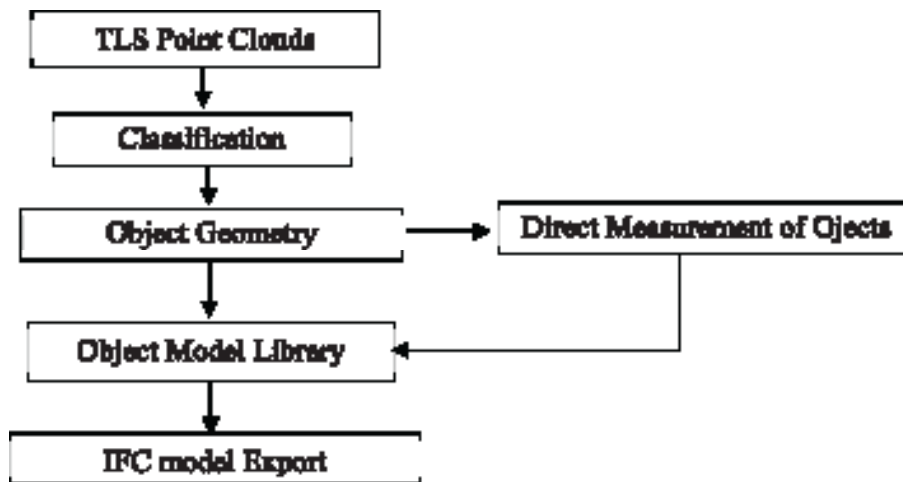 TLS Point Clouds
Classification
Object Geometry
Direct Measurement of Ojects
Object Model Library
IFC model Export